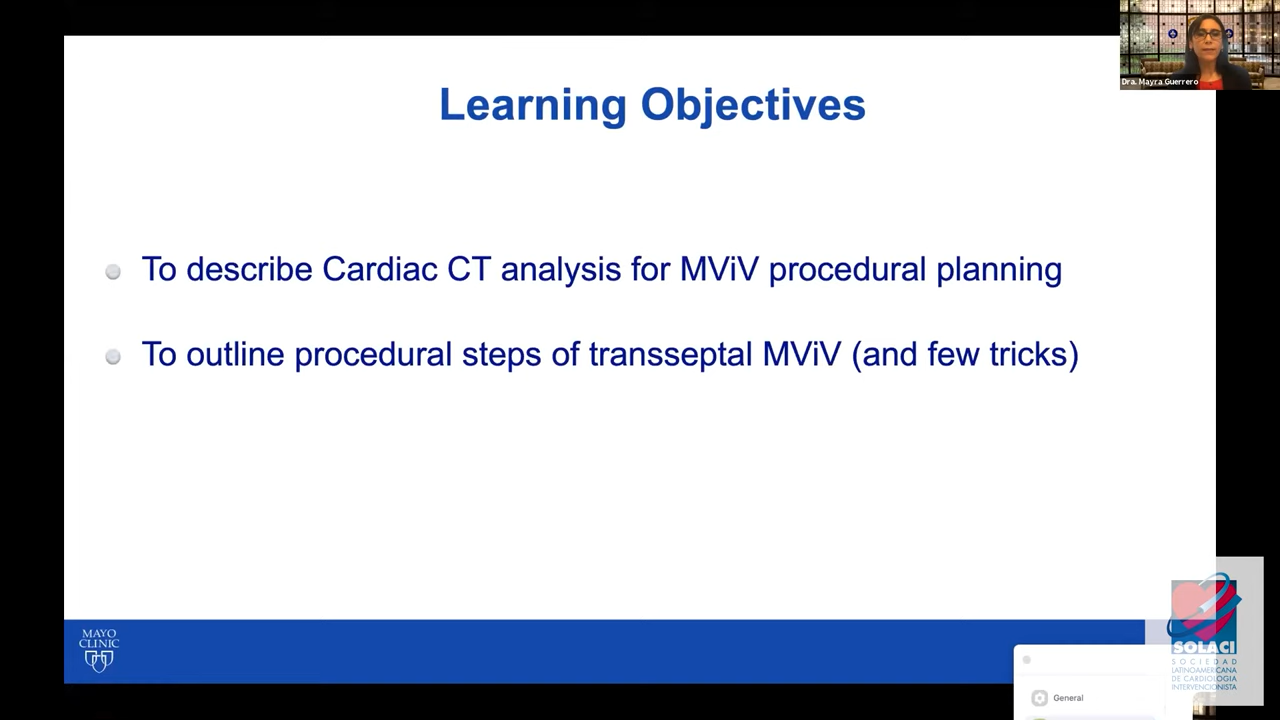 Dra. Mayra Guerrero
Learning Objectives
To describe Cardiac CT analysis for MViV procedural planning
To outline procedural steps of transseptal MViV (and few tricks)
MAYO
CLINIC
General
SOLACI
SOCIEDAD
LATINOAMERICANA
DE CARDIOLOGIA
INTERVENCIONISTA